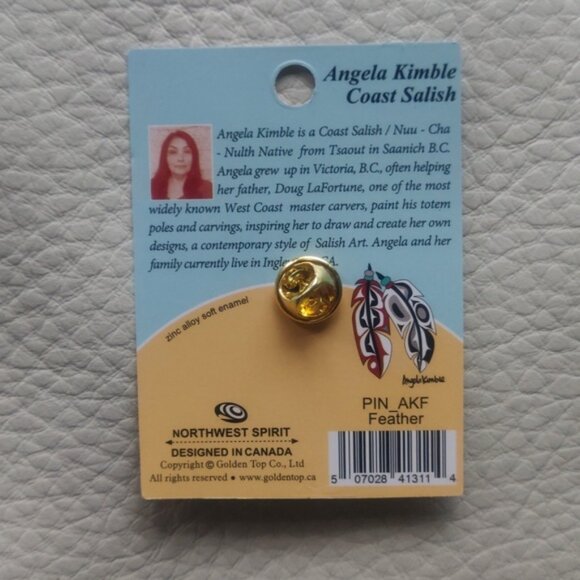 Angela Kimble
Coast Salish
Angela Kimble is a Coast Salish / Nuu - Cha
- Nulth Native from Tsaout in Saanich B.C.
Angela grew up in Victoria, B.C., often helping
her father, Doug LaFortune, one of the most
widely known West Coast master carvers, paint his totem
poles and carvings, inspiring her to draw and create her own
designs, a contemporary style of Salish Art. Angela and her
family currently live in CA.
zinc alloy soft enamel
Angela Kimble
PIN_AKF
Feather
NORTHWEST SPIRIT
DESIGNED IN CANADA
Copyright © Golden Top Co., Ltd
All rights reserved • www.goldentop.ca
5 07028 41311 4